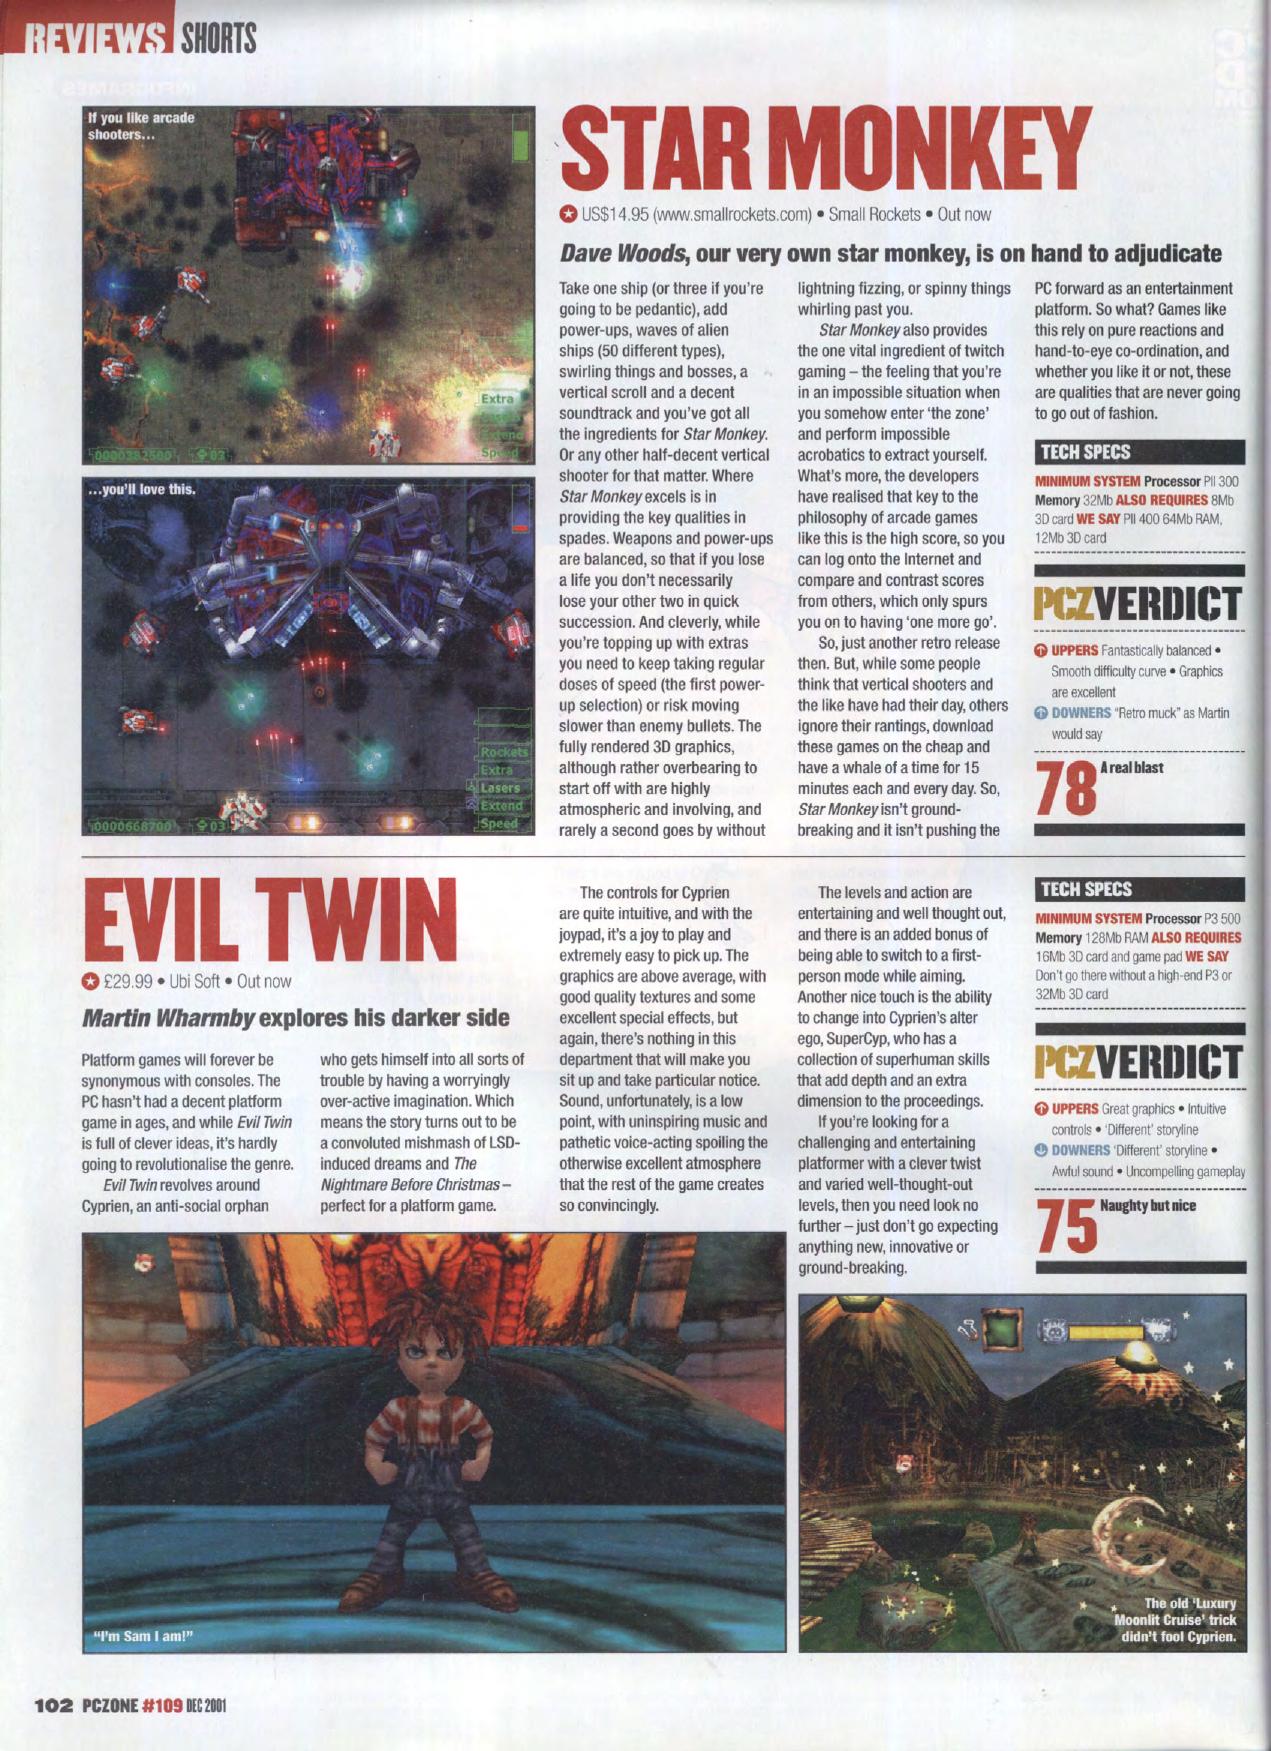 REVIEWS SHORTS
If you like arcade
shooters...
Extra
Extend
Speed
0000382500
03
...you'll love this.
Rockets
Extra
Lasers
Extend
Speed
0000668700
03
STAR MONKEY
US$14.95 (www.smallrockets.com) • Small Rockets • Out now
Dave Woods, our very own star monkey, is on hand to adjudicate
Take one ship (or three if you're
going to be pedantic), add
power-ups, waves of alien
ships (50 different types),
swirling things and bosses, a
vertical scroll and a decent
soundtrack and you've got all
the ingredients for Star Monkey.
Or any other half-decent vertical
shooter for that matter. Where
Star Monkey excels is in
providing the key qualities in
spades. Weapons and power-ups
are balanced, so that if you lose
a life you don't necessarily
lose your other two in quick
succession. And cleverly, while
you're topping up with extras
you need to keep taking regular
doses of speed (the first power-
up selection) or risk moving
slower than enemy bullets. The
fully rendered 3D graphics,
although rather overbearing to
start off with are highly
atmospheric and involving, and
rarely a second goes by without
lightning fizzing, or spinny things
whirling past you.
Star Monkey also provides
the one vital ingredient of twitch
gaming – the feeling that you're
in an impossible situation when
you somehow enter 'the zone'
and perform impossible
acrobatics to extract yourself.
What's more, the developers
have realised that key to the
philosophy of arcade games
like this is the high score, so you
can log onto the Internet and
compare and contrast scores
from others, which only spurs
you on to having 'one more go'.
So, just another retro release
then. But, while some people
think that vertical shooters and
the like have had their day, others
ignore their rantings, download
these games on the cheap and
have a whale of a time for 15
minutes each and every day. So,
Star Monkey isn't ground-
breaking and it isn't pushing the
PC forward as an entertainment
platform. So what? Games like
this rely on pure reactions and
hand-to-eye co-ordination, and
whether you like it or not, these
are qualities that are never going
to go out of fashion.
TECH SPECS
MINIMUM SYSTEM Processor PII 300
Memory 32Mb ALSO REQUIRES 8Mb
3D card WE SAY PII 400 64Mb RAM,
12Mb 3D card
PCZVERDICT
UPPERS Fantastically balanced •
Smooth difficulty curve • Graphics
are excellent
DOWNERS "Retro muck" as Martin
would say
78 A real blast
EVIL TWIN
£29.99 • Ubi Soft • Out now
Martin Wharmby explores his darker side
Platform games will forever be
synonymous with consoles. The
PC hasn't had a decent platform
game in ages, and while Evil Twin
is full of clever ideas, it's hardly
going to revolutionalise the genre.
Evil Twin revolves around
Cyprien, an anti-social orphan
who gets himself into all sorts of
trouble by having a worryingly
over-active imagination. Which
means the story turns out to be
a convoluted mishmash of LSD-
induced dreams and The
Nightmare Before Christmas –
perfect for a platform game.
The controls for Cyprien
are quite intuitive, and with the
joypad, it's a joy to play and
extremely easy to pick up. The
graphics are above average, with
good quality textures and some
excellent special effects, but
again, there's nothing in this
department that will make you
sit up and take particular notice.
Sound, unfortunately, is a low
point, with uninspiring music and
pathetic voice-acting spoiling the
otherwise excellent atmosphere
that the rest of the game creates
so convincingly.
The levels and action are
entertaining and well thought out,
and there is an added bonus of
being able to switch to a first-
person mode while aiming.
Another nice touch is the ability
to change into Cyprien's alter
ego, SuperCyp, who has a
collection of superhuman skills
that add depth and an extra
dimension to the proceedings.
If you're looking for a
challenging and entertaining
platformer with a clever twist
and varied well-thought-out
levels, then you need look no
further – just don't go expecting
anything new, innovative or
ground-breaking.
TECH SPECS
MINIMUM SYSTEM Processor P3 500
Memory 128Mb RAM ALSO REQUIRES
16Mb 3D card and game pad WE SAY
Don't go there without a high-end P3 or
32Mb 3D card
PCZVERDICT
UPPERS Great graphics • Intuitive
controls • 'Different' storyline
DOWNERS 'Different' storyline •
Awful sound • Uncompelling gameplay
75 Naughty but nice
"I'm Sam I am!"
The old 'Luxury
Moonlit Cruise' trick
didn't fool Cyprien.
102 PCZONE #109 DEC 2001